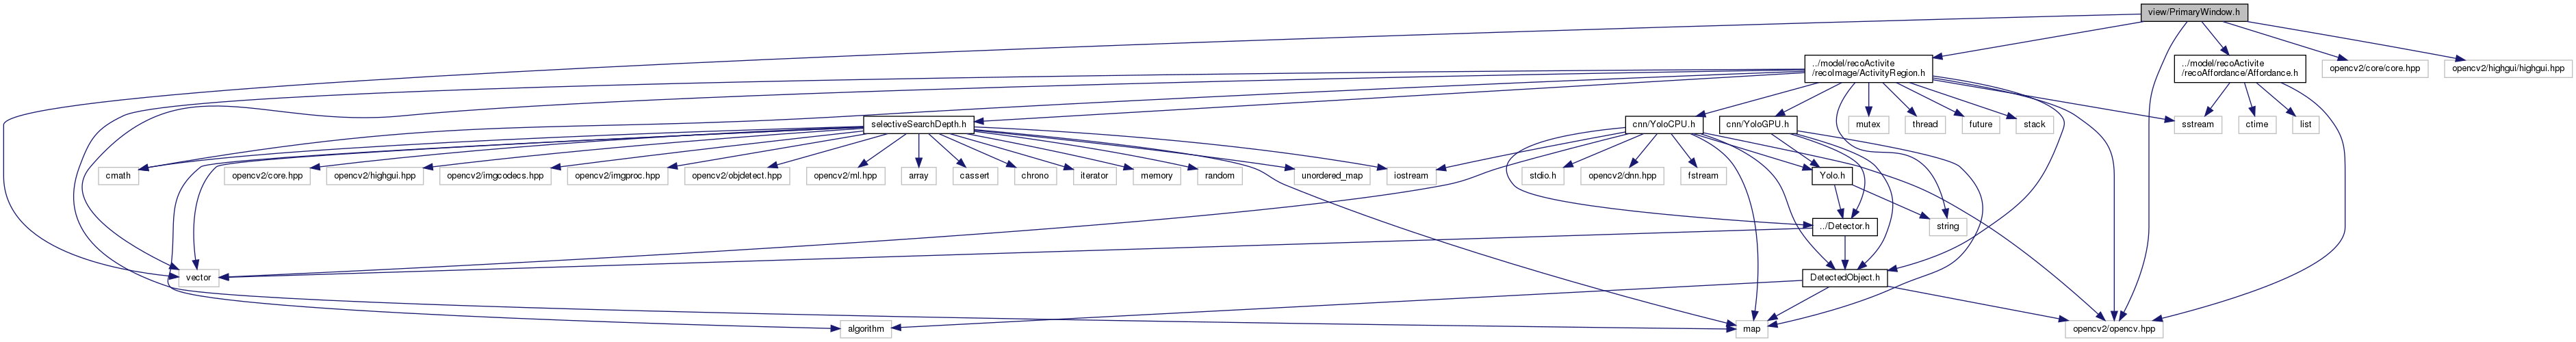 view/PrimaryWindow.h
../model/recoActivite
/recoImage/ActivityRegion.h
../model/recoActivite
/recoAffordance/Affordance.h
opencv2/core/core.hpp
opencv2/highgui/highgui.hpp
selectiveSearchDepth.h
cnn/YoloCPU.h
cnn/YoloGPU.h
mutex
thread
future
stack
sstream
ctime
list
cmath
opencv2/core.hpp
opencv2/highgui.hpp
opencv2/imgcodecs.hpp
opencv2/imgproc.hpp
opencv2/objdetect.hpp
opencv2/ml.hpp
array
cassert
chrono
iterator
memory
random
unordered_map
iostream
stdio.h
opencv2/dnn.hpp
fstream
Yolo.h
../Detector.h
string
vector
DetectedObject.h
algorithm
map
opencv2/opencv.hpp